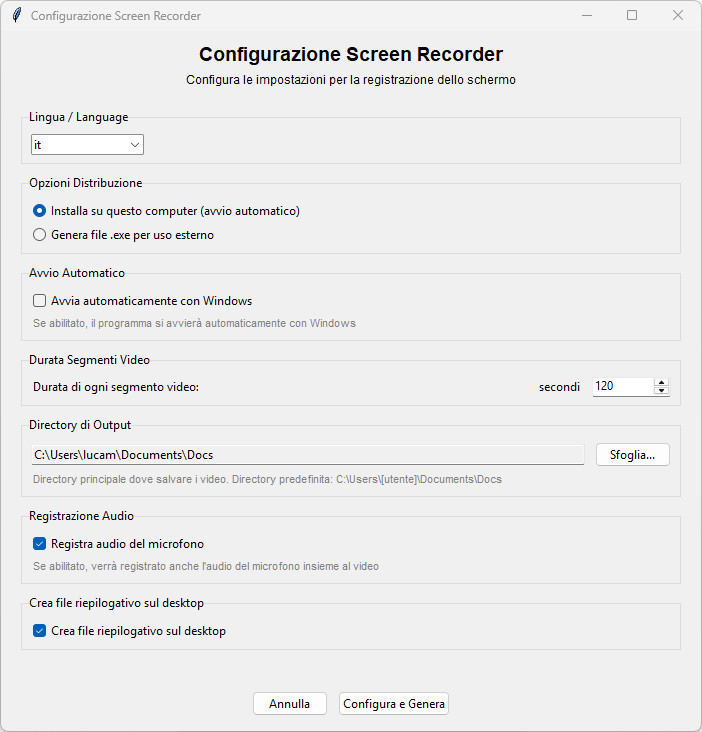 Configurazione Screen Recorder
Configurazione Screen Recorder
Configura le impostazioni per la registrazione dello schermo
Lingua / Language
it
Opzioni Distribuzione
Installa su questo computer (avvio automatico)
Genera file .exe per uso esterno
Avvio Automatico
Avvia automaticamente con Windows
Se abilitato, il programma si avvierà automaticamente con Windows
Durata Segmenti Video
Durata di ogni segmento video: secondi 120
Directory di Output
C:\Users\lucam\Documents\Docs Sfoglia...
Directory principale dove salvare i video. Directory predefinita: C:\Users\[utente]\Documents\Docs
Registrazione Audio
Registra audio del microfono
Se abilitato, verrà registrato anche l'audio del microfono insieme al video
Crea file riepilogativo sul desktop
Crea file riepilogativo sul desktop
Annulla Configura e Genera